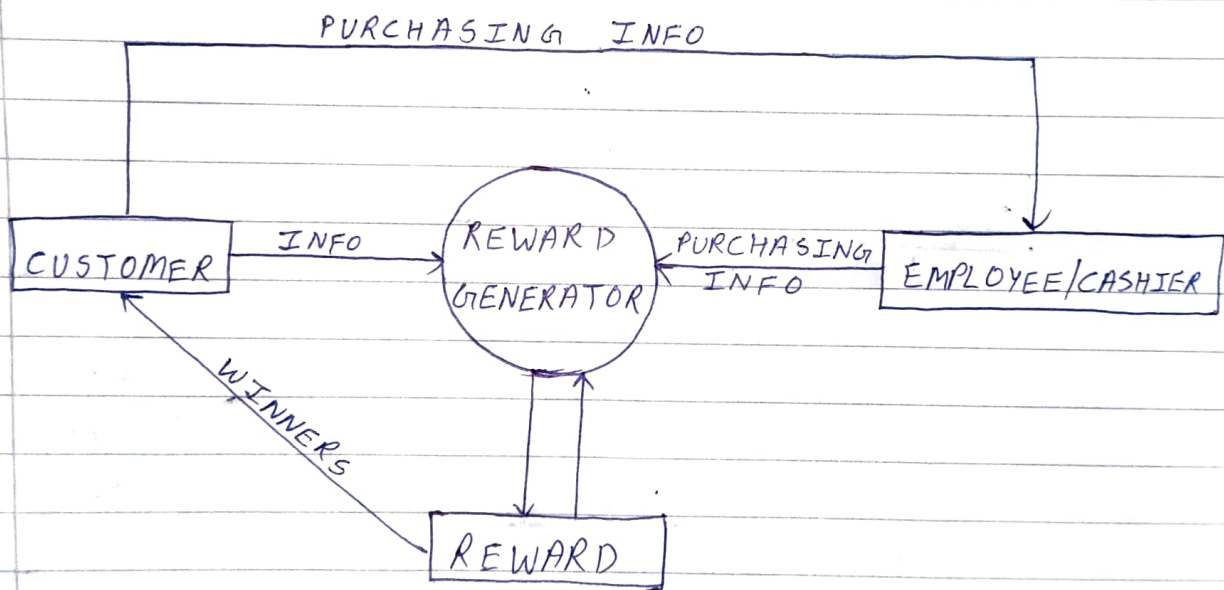 PURCHASING INFO
CUSTOMER
INFO
REWARD
GENERATOR
PURCHASING
INFO
EMPLOYEE/CASHIER
WINNERS
REWARD